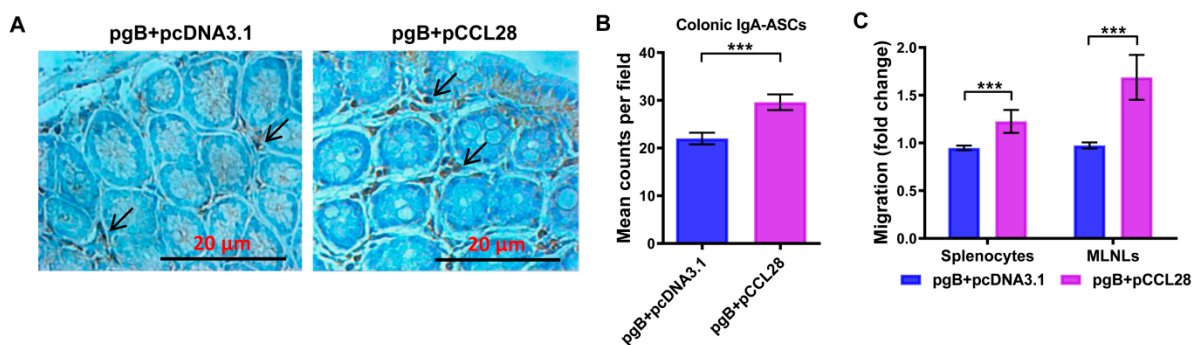 A
pgB+pcDNA3.1
pgB+pCCL28
20 μm
20 μm
B
Colonic IgA-ASCs
***
Mean counts per field
40
30
20
10
0
pgB+pcDNA3.1
pgB+pCCL28
C
Migration (fold change)
2.0
1.5
1.0
0.5
0.0
***
***
Splenocytes
MLNLs
pgB+pcDNA3.1
pgB+pCCL28